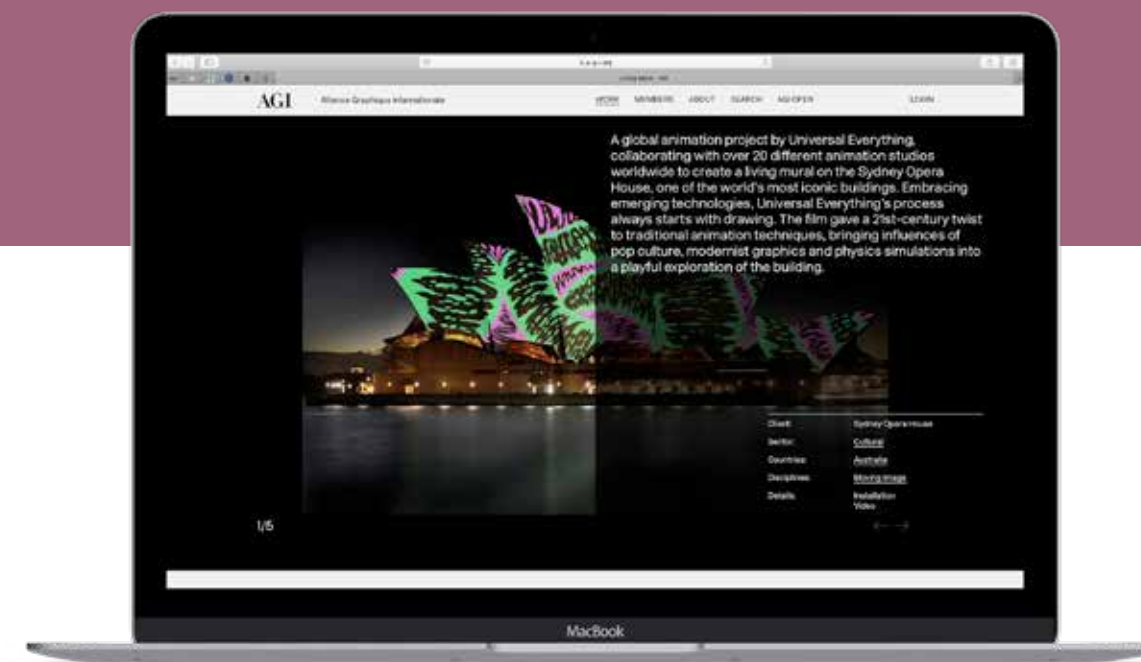 AGI
Alliance Graphique Internationale
WORK MEMBERS ABOUT SEARCH AGI OPEN LOGIN
A global animation project by Universal Everything,
collaborating with over 20 different animation studios
worldwide to create a living mural on the Sydney Opera
House, one of the world's most iconic buildings. Embracing
emerging technologies, Universal Everything's process
always starts with drawing. The film gave a 21st-century twist
to traditional animation techniques, bringing influences of
pop culture, modernist graphics and physics simulations into
a playful exploration of the building.
Client: Sydney Opera House
Sector: Cultural
Countries: Australia
Disciplines: Moving Image
Details: Installation
Video
1/5
MacBook